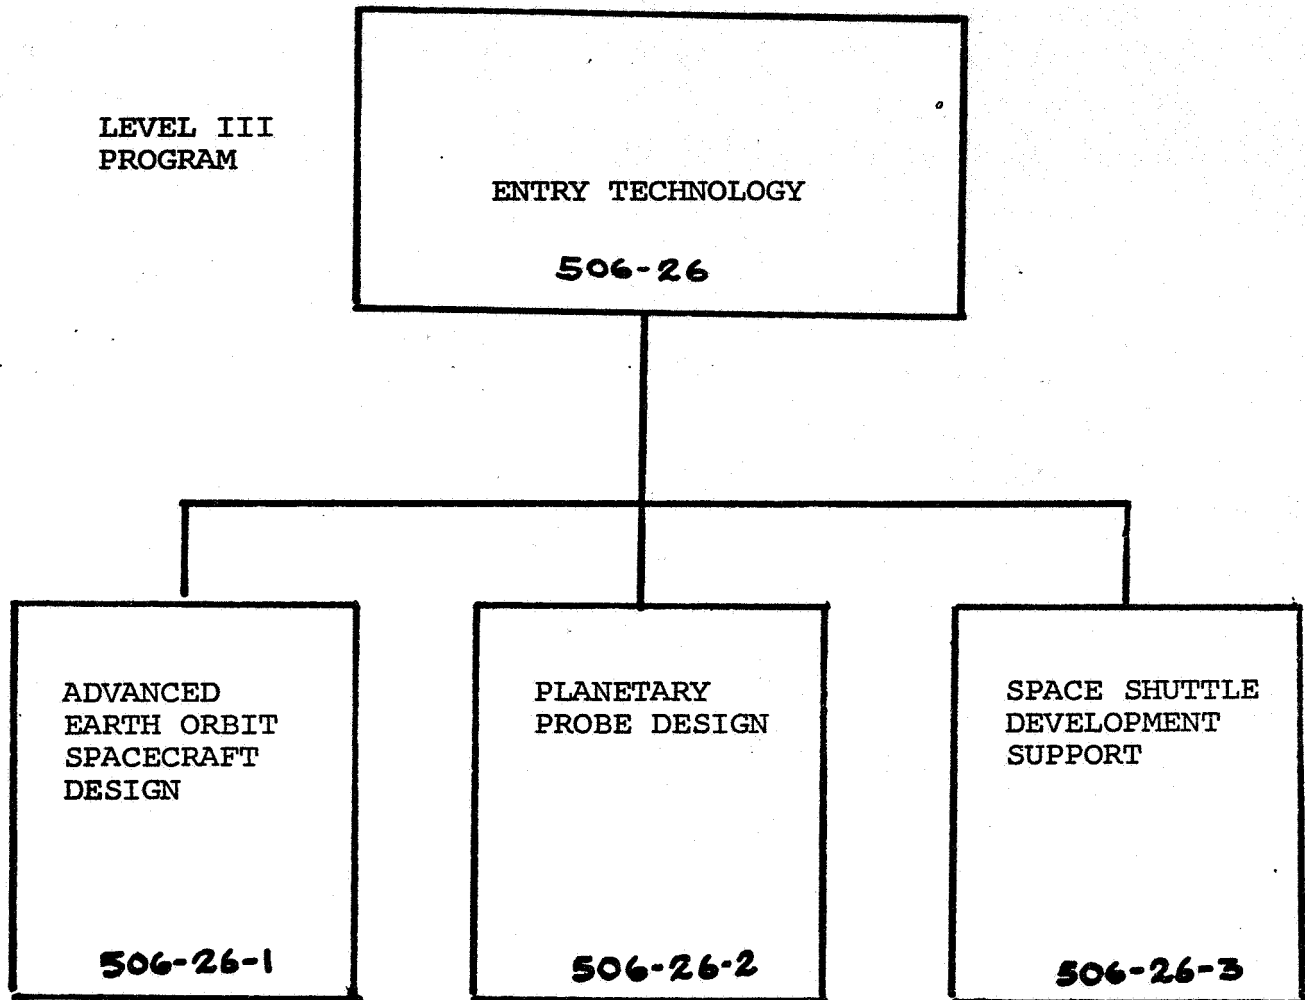 LEVEL III
PROGRAM
ENTRY TECHNOLOGY
506-26
ADVANCED
EARTH ORBIT
SPACECRAFT
DESIGN
506-26-1
PLANETARY
PROBE DESIGN
506-26-2
SPACE SHUTTLE
DEVELOPMENT
SUPPORT
506-26-3